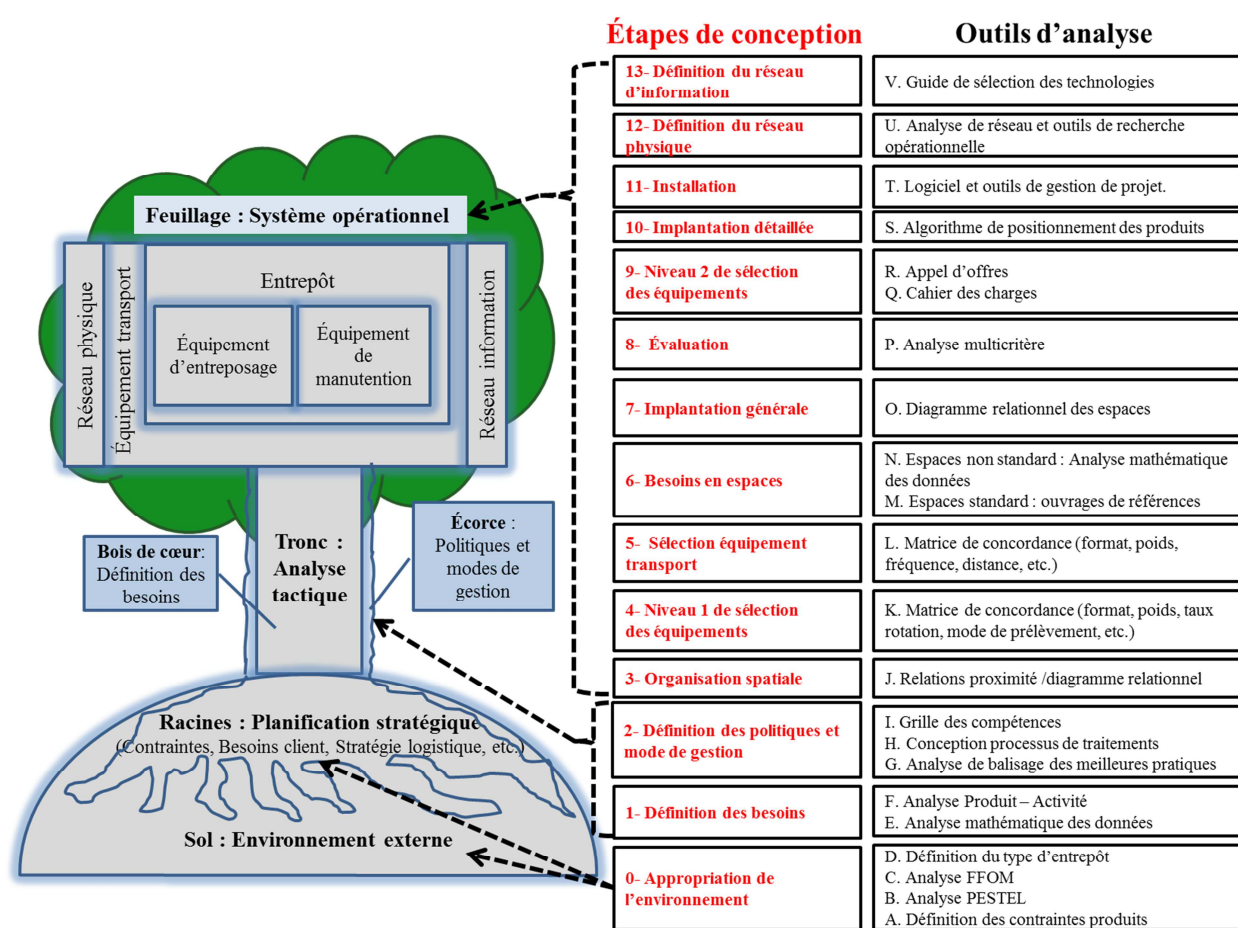 Étapes de conception
Outils d’analyse
13- Définition du réseau
d’information
V. Guide de sélection des technologies
12- Définition du réseau
physique
U. Analyse de réseau et outils de recherche
opérationnelle
11- Installation
T. Logiciel et outils de gestion de projet.
10- Implantation détaillée
S. Algorithme de positionnement des produits
9- Niveau 2 de sélection
des équipements
R. Appel d’offres
Q. Cahier des charges
8- Évaluation
P. Analyse multicritère
7- Implantation générale
O. Diagramme relationnel des espaces
6- Besoins en espaces
N. Espaces non standard : Analyse mathématique
des données
M. Espaces standard : ouvrages de références
5- Sélection équipement
transport
L. Matrice de concordance (format, poids,
fréquence, distance, etc.)
4- Niveau 1 de sélection
des équipements
K. Matrice de concordance (format, poids, taux
rotation, mode de prélèvement, etc.)
3- Organisation spatiale
J. Relations proximité /diagramme relationnel
2- Définition des politiques et
mode de gestion
I. Grille des compétences
H. Conception processus de traitements
G. Analyse de balisage des meilleures pratiques
1- Définition des besoins
F. Analyse Produit – Activité
E. Analyse mathématique des données
0- Appropriation de
l’environnement
D. Définition du type d’entrepôt
C. Analyse FFOM
B. Analyse PESTEL
A. Définition des contraintes produits
Feuillage : Système opérationnel
Réseau physique
Équipement transport
Entrepôt
Équipement
d’entreposage
Équipement
de
manutention
Réseau information
Bois de cœur:
Définition des
besoins
Tronc :
Analyse
tactique
Écorce :
Politiques et
modes de
gestion
Racines : Planification stratégique
(Contraintes, Besoins client, Stratégie logistique, etc.)
Sol : Environnement externe